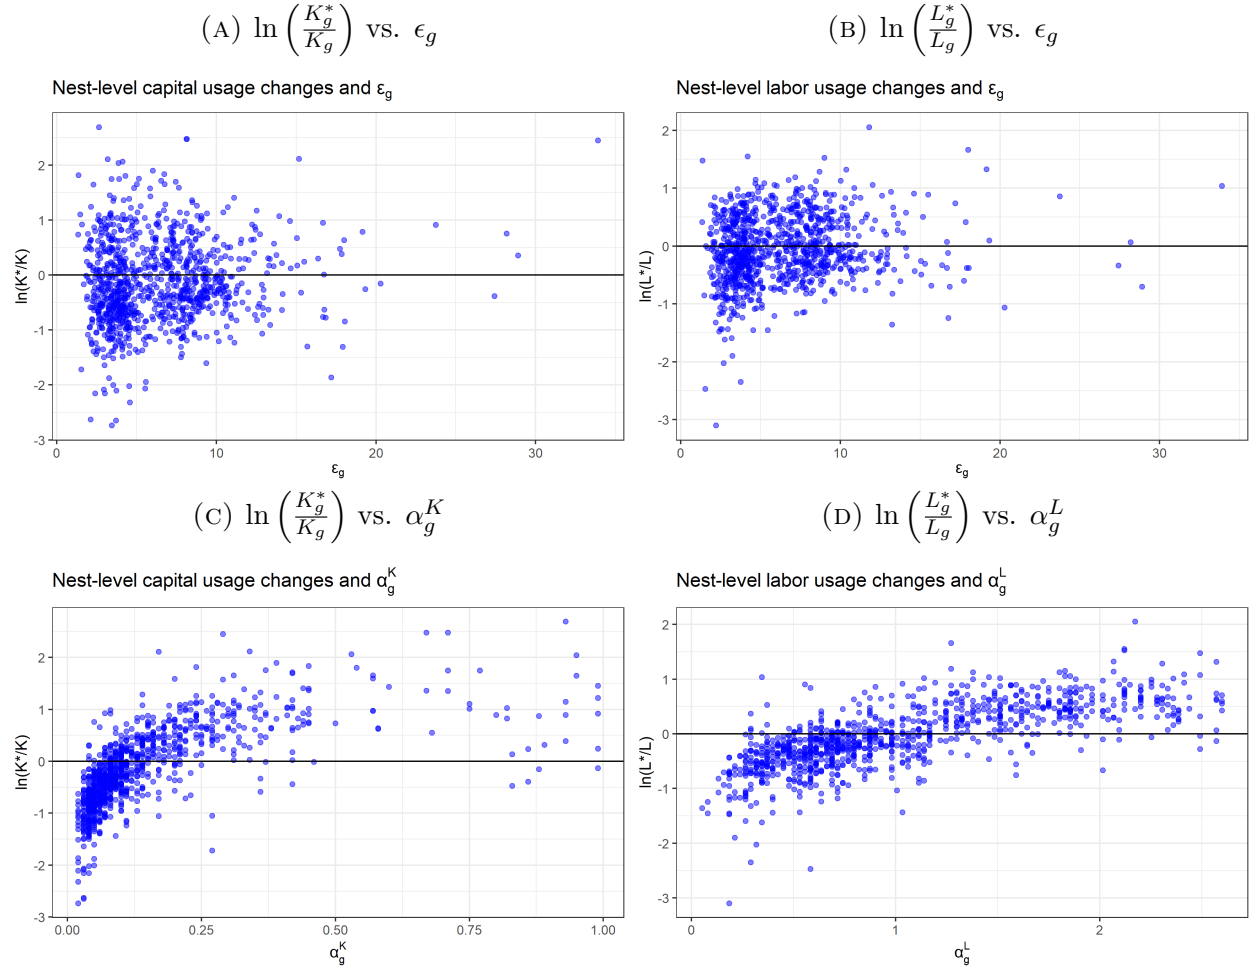 (A) ln (K*g/Kg) vs. ϵg
(B) ln (L*g/Lg) vs. ϵg
Nest-level capital usage changes and εg
Nest-level labor usage changes and εg
ln(K*/K)
2
1
0
-1
-2
-3
0 10 20 30
εg
ln(L*/L)
2
1
0
-1
-2
-3
0 10 20 30
εg
(C) ln (K*g/Kg) vs. αKg
(D) ln (L*g/Lg) vs. αLg
Nest-level capital usage changes and αKg
Nest-level labor usage changes and αLg
ln(K*/K)
2
1
0
-1
-2
-3
0.00 0.25 0.50 0.75 1.00
αKg
ln(L*/L)
2
1
0
-1
-2
-3
0 1 2
αLg